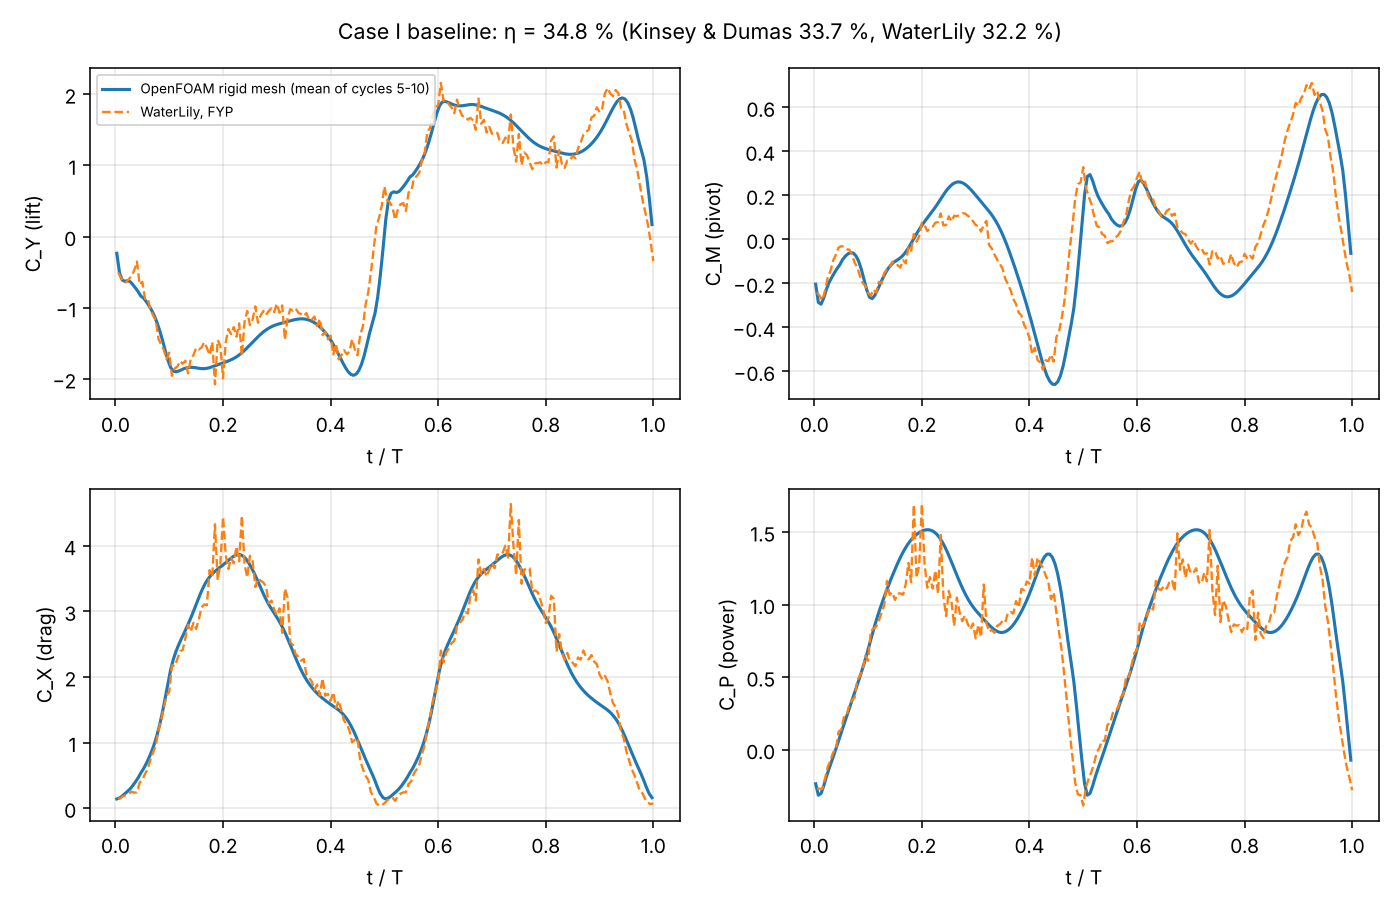 Case I baseline: η = 34.8 % (Kinsey & Dumas 33.7 %, WaterLily 32.2 %)
OpenFOAM rigid mesh (mean of cycles 5-10)
WaterLily, FYP
C_Y (lift)
2
1
0
−1
−2
0.0 0.2 0.4 0.6 0.8 1.0
t / T
C_M (pivot)
0.6
0.4
0.2
0.0
−0.2
−0.4
−0.6
0.0 0.2 0.4 0.6 0.8 1.0
t / T
C_X (drag)
4
3
2
1
0
0.0 0.2 0.4 0.6 0.8 1.0
t / T
C_P (power)
1.5
1.0
0.5
0.0
0.0 0.2 0.4 0.6 0.8 1.0
t / T